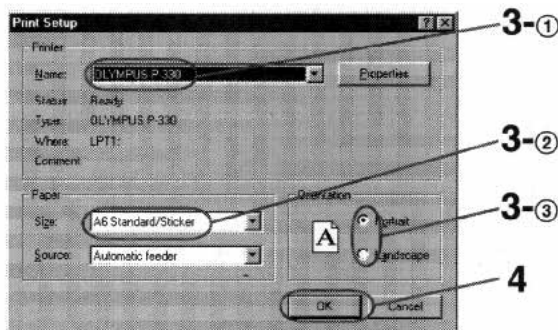 Print Setup
3-①
Printer
Name: OLYMPUS P-330 Properties
Status: Ready
Type: OLYMPUS P-330
Where: LPT1:
Comment
3-②
Paper
Size: A6 Standard/Sticker
Source: Automatic feeder
Orientation
A
Portrait
Landscape
3-③
OK Cancel
4